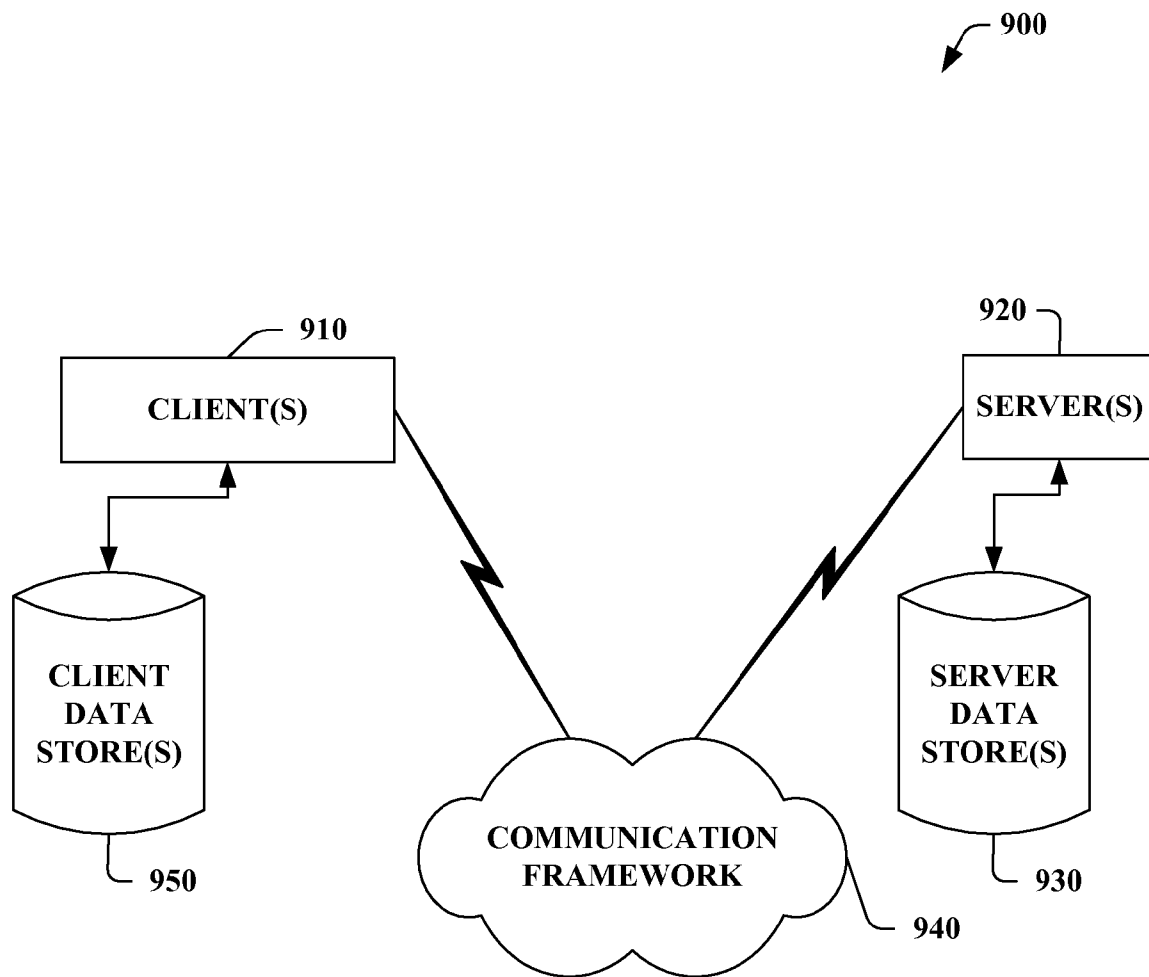 900
910
920
CLIENT(S)
SERVER(S)
CLIENT
DATA
STORE(S)
SERVER
DATA
STORE(S)
COMMUNICATION
FRAMEWORK
950
930
940